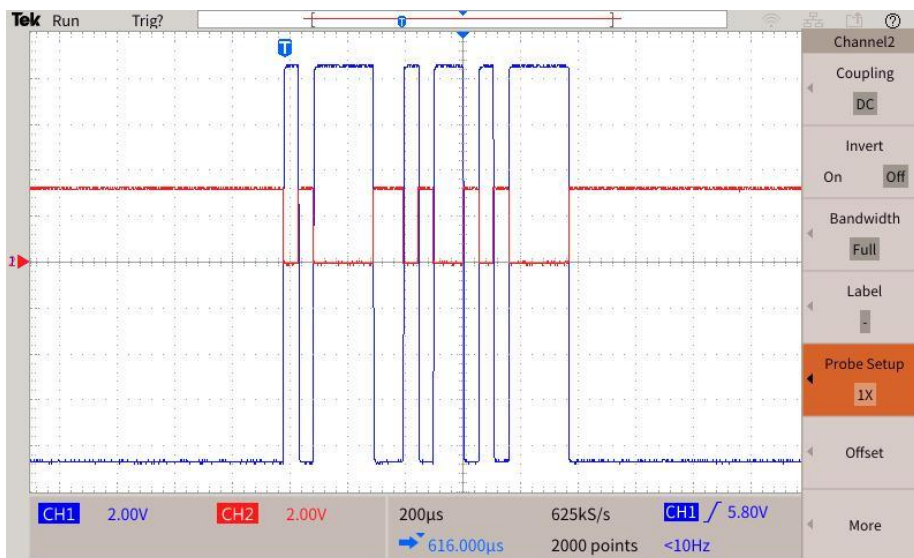 Tek Run Trig?
T
T
Channel2
Coupling
DC
Invert
On Off
Bandwidth
Full
Label
-
Probe Setup
1X
Offset
More
CH1 2.00V CH2 2.00V 200µs 625kS/s CH1 5.80V
616.000µs 2000 points <10Hz